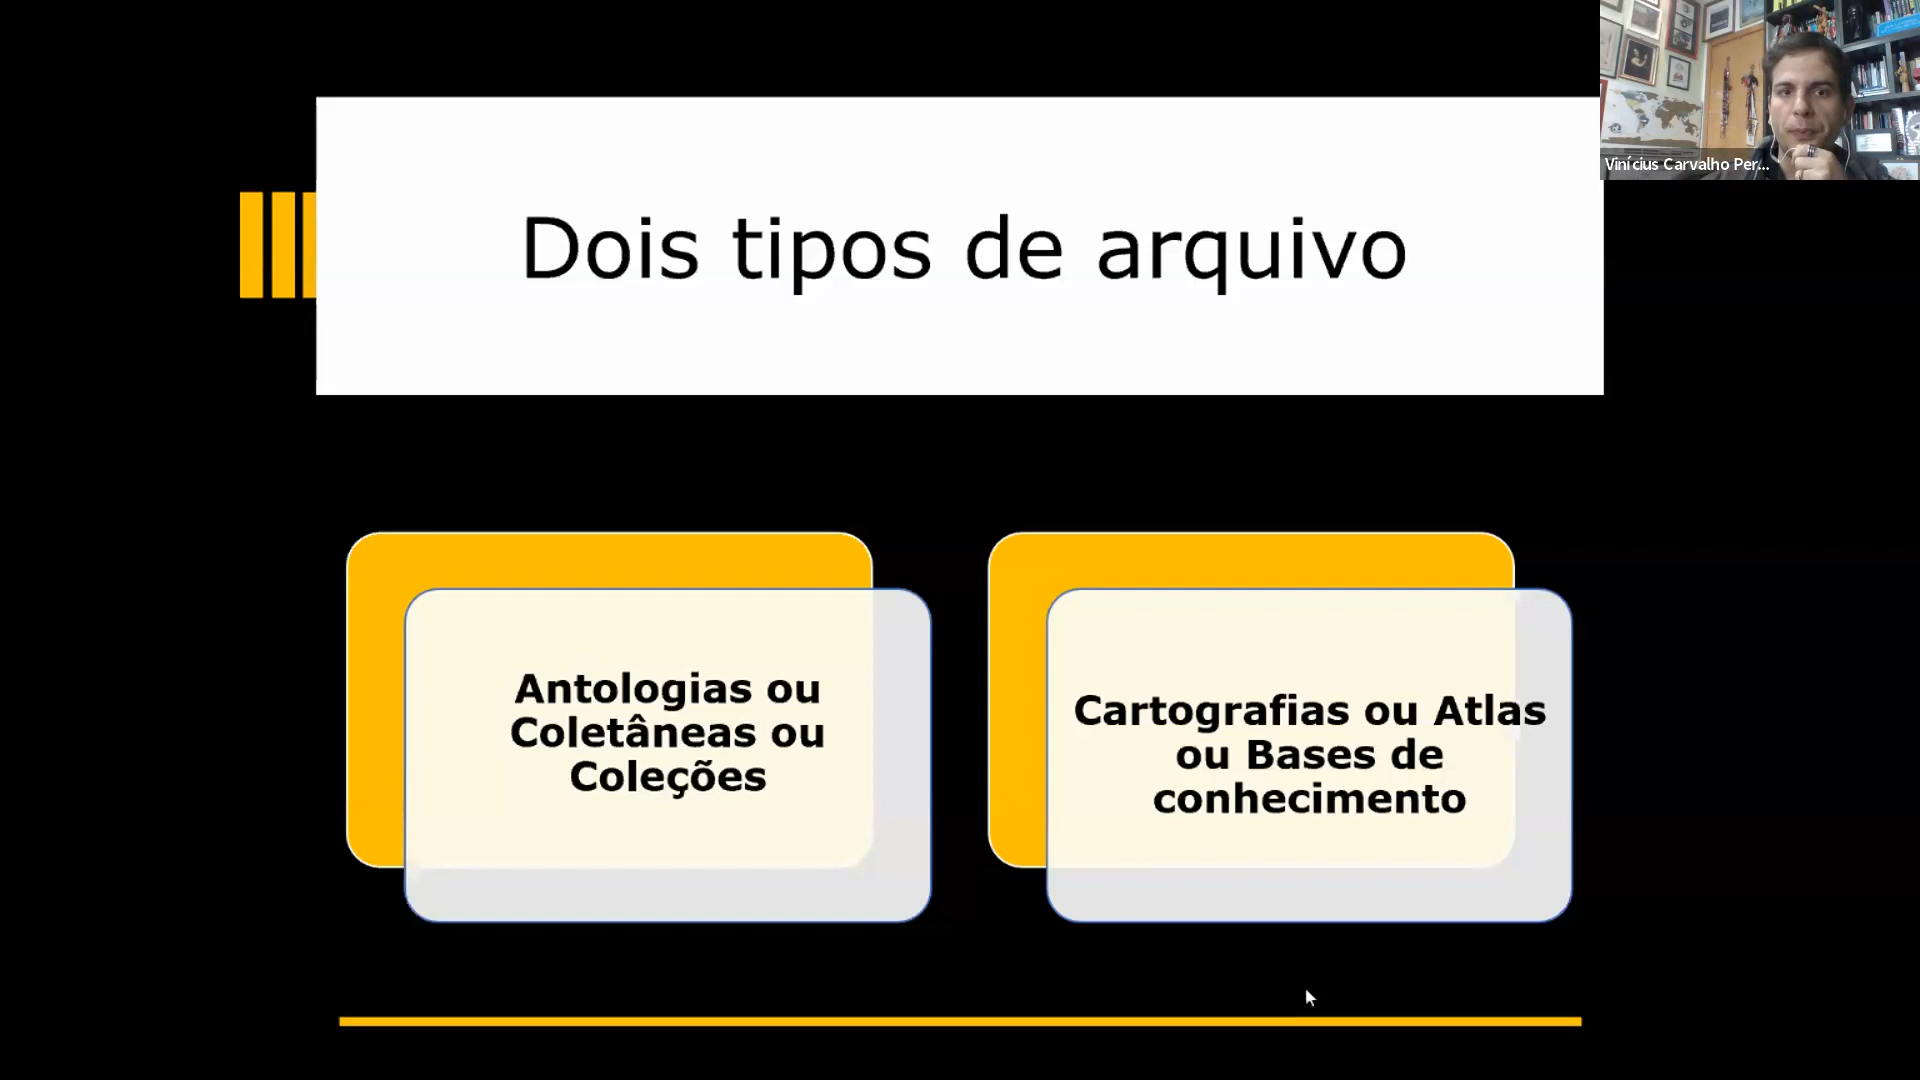 Dois tipos de arquivo
Vinícius Carvalho Per...
Antologias ou
Coletâneas ou
Coleções
Cartografias ou Atlas
ou Bases de
conhecimento